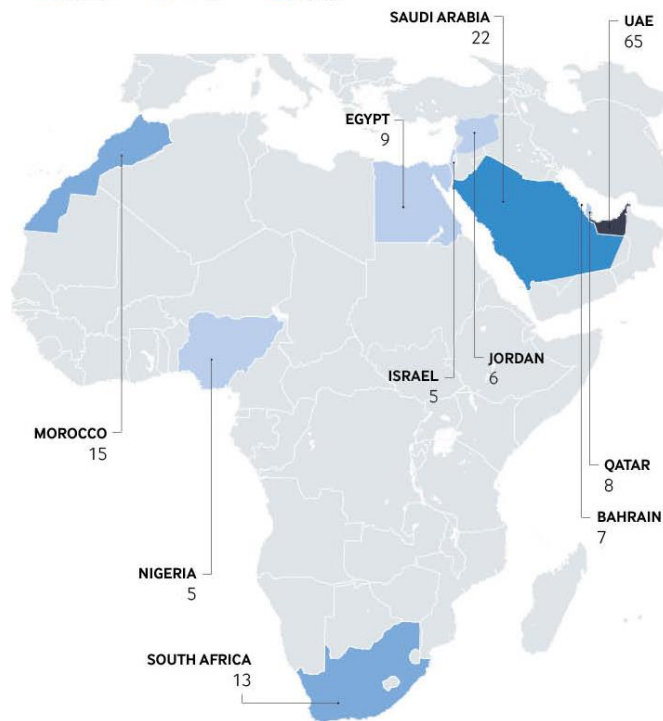 SAUDI ARABIA
22
UAE
65
EGYPT
9
ISRAEL
5
JORDAN
6
MOROCCO
15
QATAR
8
BAHRAIN
7
NIGERIA
5
SOUTH AFRICA
13